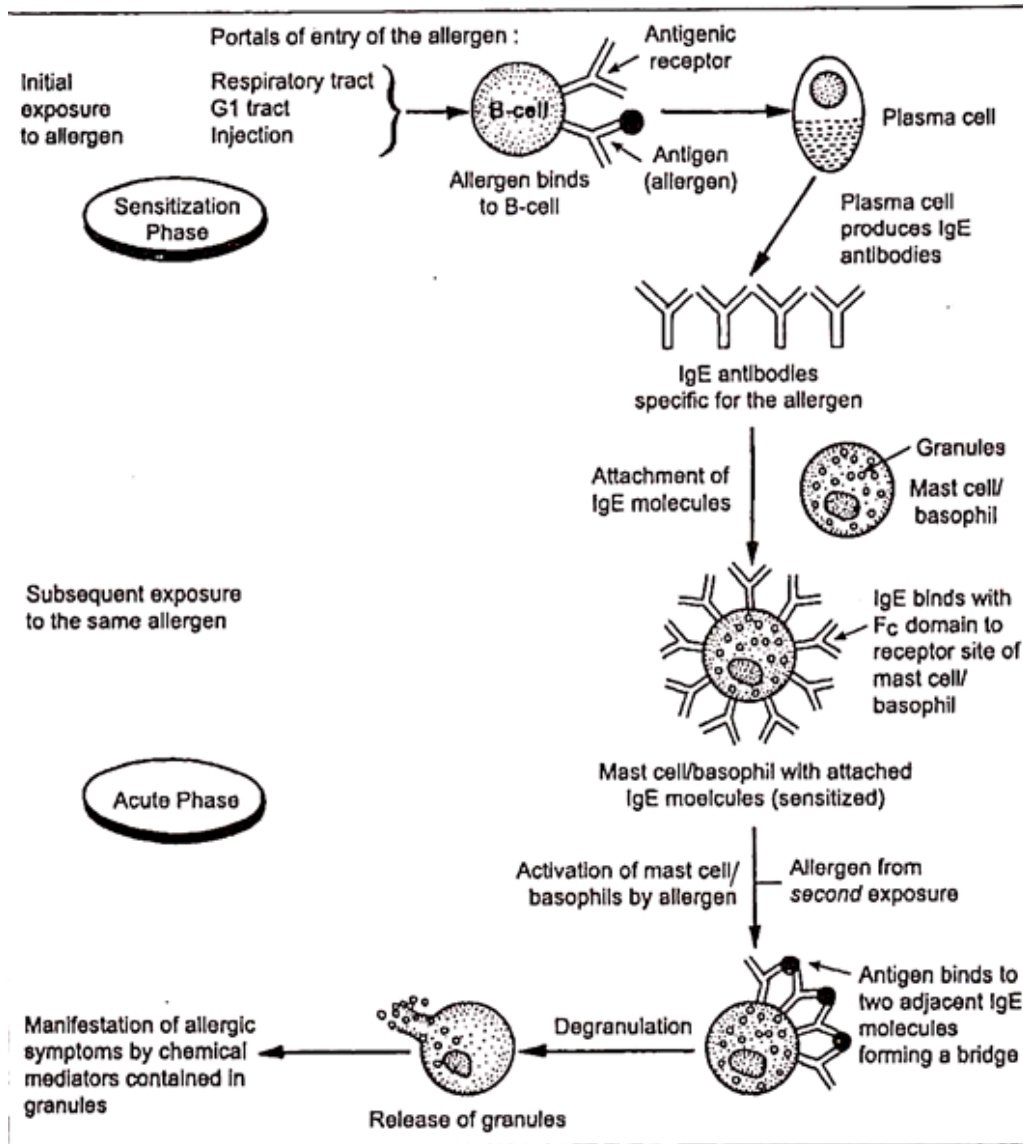 Portals of entry of the allergen :
Initial
exposure
to allergen
Respiratory tract
G1 tract
Injection
B-cell
Antigenic
receptor
Antigen
(allergen)
Allergen binds
to B-cell
Plasma cell
Sensitization
Phase
Plasma cell
produces IgE
antibodies
IgE antibodies
specific for the allergen
Attachment of
IgE molecules
Granules
Mast cell/
basophil
Subsequent exposure
to the same allergen
IgE binds with
FC domain to
receptor site of
mast cell/
basophil
Mast cell/basophil with attached
IgE moelcules (sensitized)
Acute Phase
Activation of mast cell/
basophils by allergen
Allergen from
second exposure
Antigen binds to
two adjacent IgE
molecules
forming a bridge
Degranulation
Release of granules
Manifestation of allergic
symptoms by chemical
mediators contained in
granules